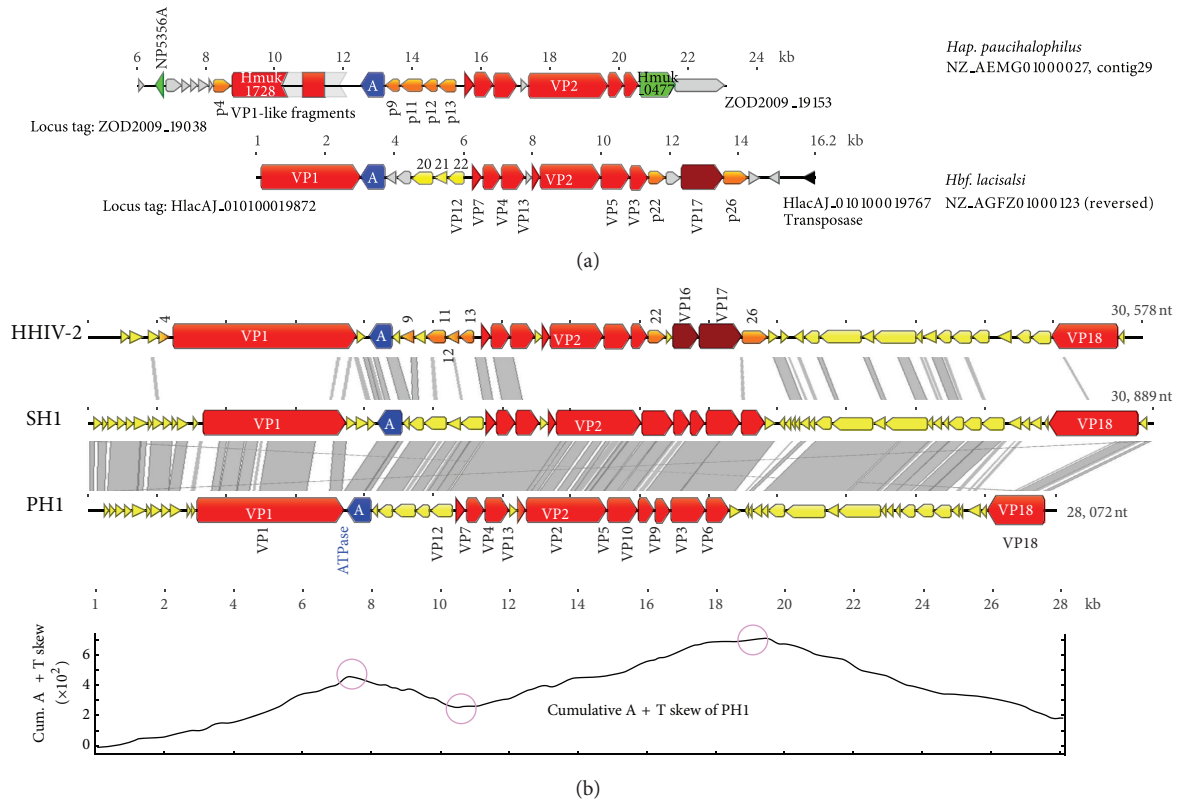 NP5356A
6 8 10 12 14 16 18 20 22 24 kb
Hap. paucihalophilus
NZ_AEMG01000027, contig29
Hmuk
1728
A
VP2
Hmuk
_0477
p4
VP1-like fragments
p9
p11
p12
p13
ZOD2009_19153
Locus tag: ZOD2009_19038
1 2 4 6 8 10 12 14 16.2 kb
VP1
A
20 21 22
VP2
Hbf. lacisalsi
NZ_AGFZ01000123 (reversed)
Locus tag: HlacAJ_010100019872
VP12
VP7
VP4
VP13
VP5
VP3
p22
VP17
p26
HlacAJ_010100019767
Transposase
(a)
HHIV-2
4
VP1
A
9
11
12
13
VP2
22
VP16
VP17
26
VP18
30, 578 nt
SH1
VP1
A
VP2
VP18
30, 889 nt
PH1
VP1
A
VP2
VP18
28, 072 nt
VP1
ATPase
VP12
VP7
VP4
VP13
VP2
VP5
VP10
VP9
VP3
VP6
VP18
1 2 4 6 8 10 12 14 16 18 20 22 24 26 28 kb
Cum. A + T skew
(×10²)
6
4
2
0
Cumulative A + T skew of PH1
(b)